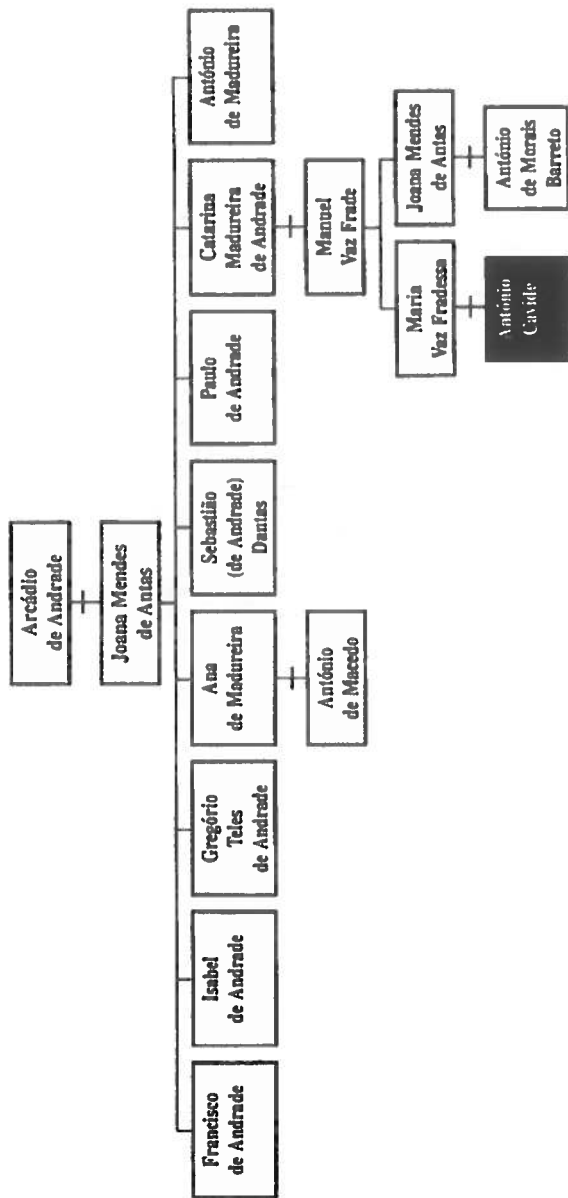 Arcádio
de Andrade
Joana Mendes
de Antas
Francisco
de Andrade
Isabel
de Andrade
Gregório
Teles
de Andrade
Ana
de Madureira
Sebastião
(de Andrade)
Dantas
Paulo
de Andrade
Catarina
Madureira
de Andrade
António
de Madureira
António
de Macedo
Manuel
Vaz Frade
Maria
Vaz Fradessa
Joana Mendes
de Antas
António
Cavide
António
de Morais
Barreto